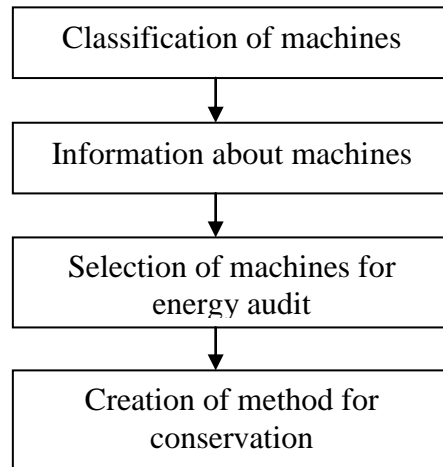 Classification of machines
Information about machines
Selection of machines for
energy audit
Creation of method for
conservation